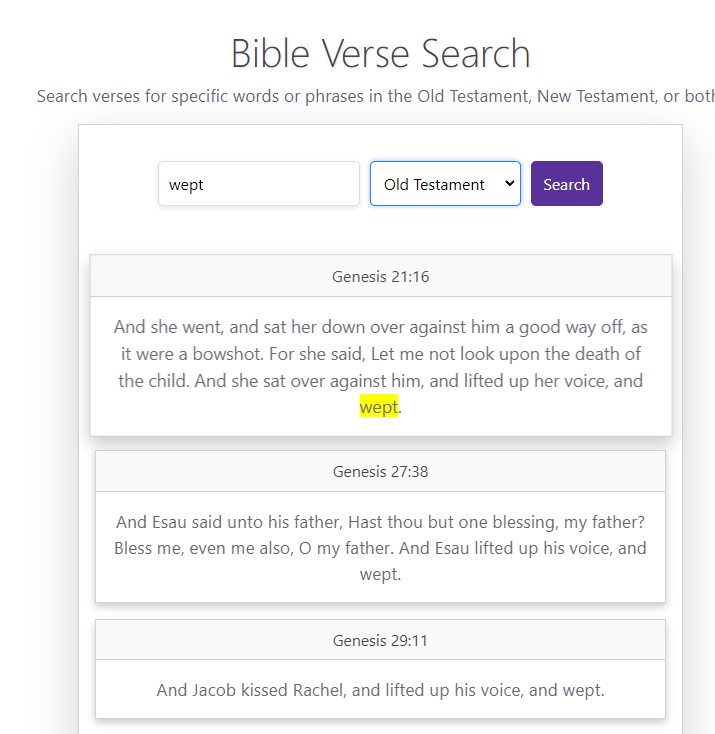 Bible Verse Search
Search verses for specific words or phrases in the Old Testament, New Testament, or both
wept
Old Testament
Search
Genesis 21:16
And she went, and sat her down over against him a good way off, as
it were a bowshot. For she said, Let me not look upon the death of
the child. And she sat over against him, and lifted up her voice, and
wept.
Genesis 27:38
And Esau said unto his father, Hast thou but one blessing, my father?
Bless me, even me also, O my father. And Esau lifted up his voice, and
wept.
Genesis 29:11
And Jacob kissed Rachel, and lifted up his voice, and wept.